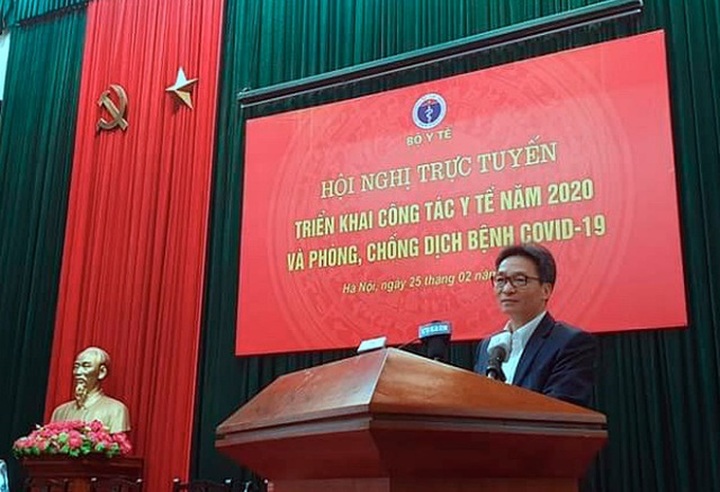 BỘ Y TẾ
HỘI NGHỊ TRỰC TUYẾN
TRIỂN KHAI CÔNG TÁC Y TẾ NĂM 2020
VÀ PHÒNG, CHỐNG DỊCH BỆNH COVID-19
Hà Nội, ngày 25 tháng 02 năm